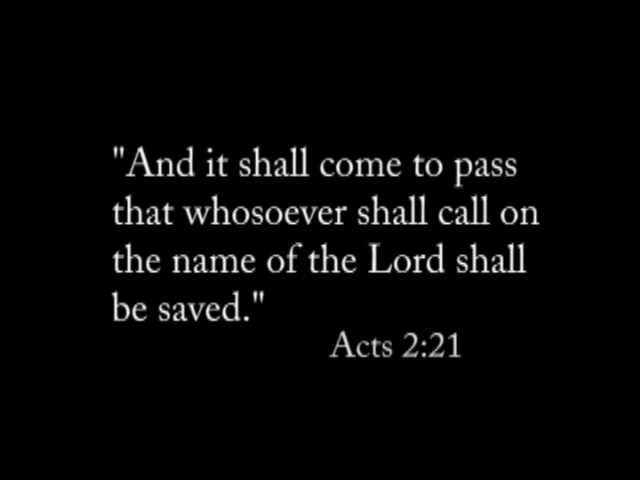 "And it shall come to pass
that whosoever shall call on
the name of the Lord shall
be saved."
Acts 2:21